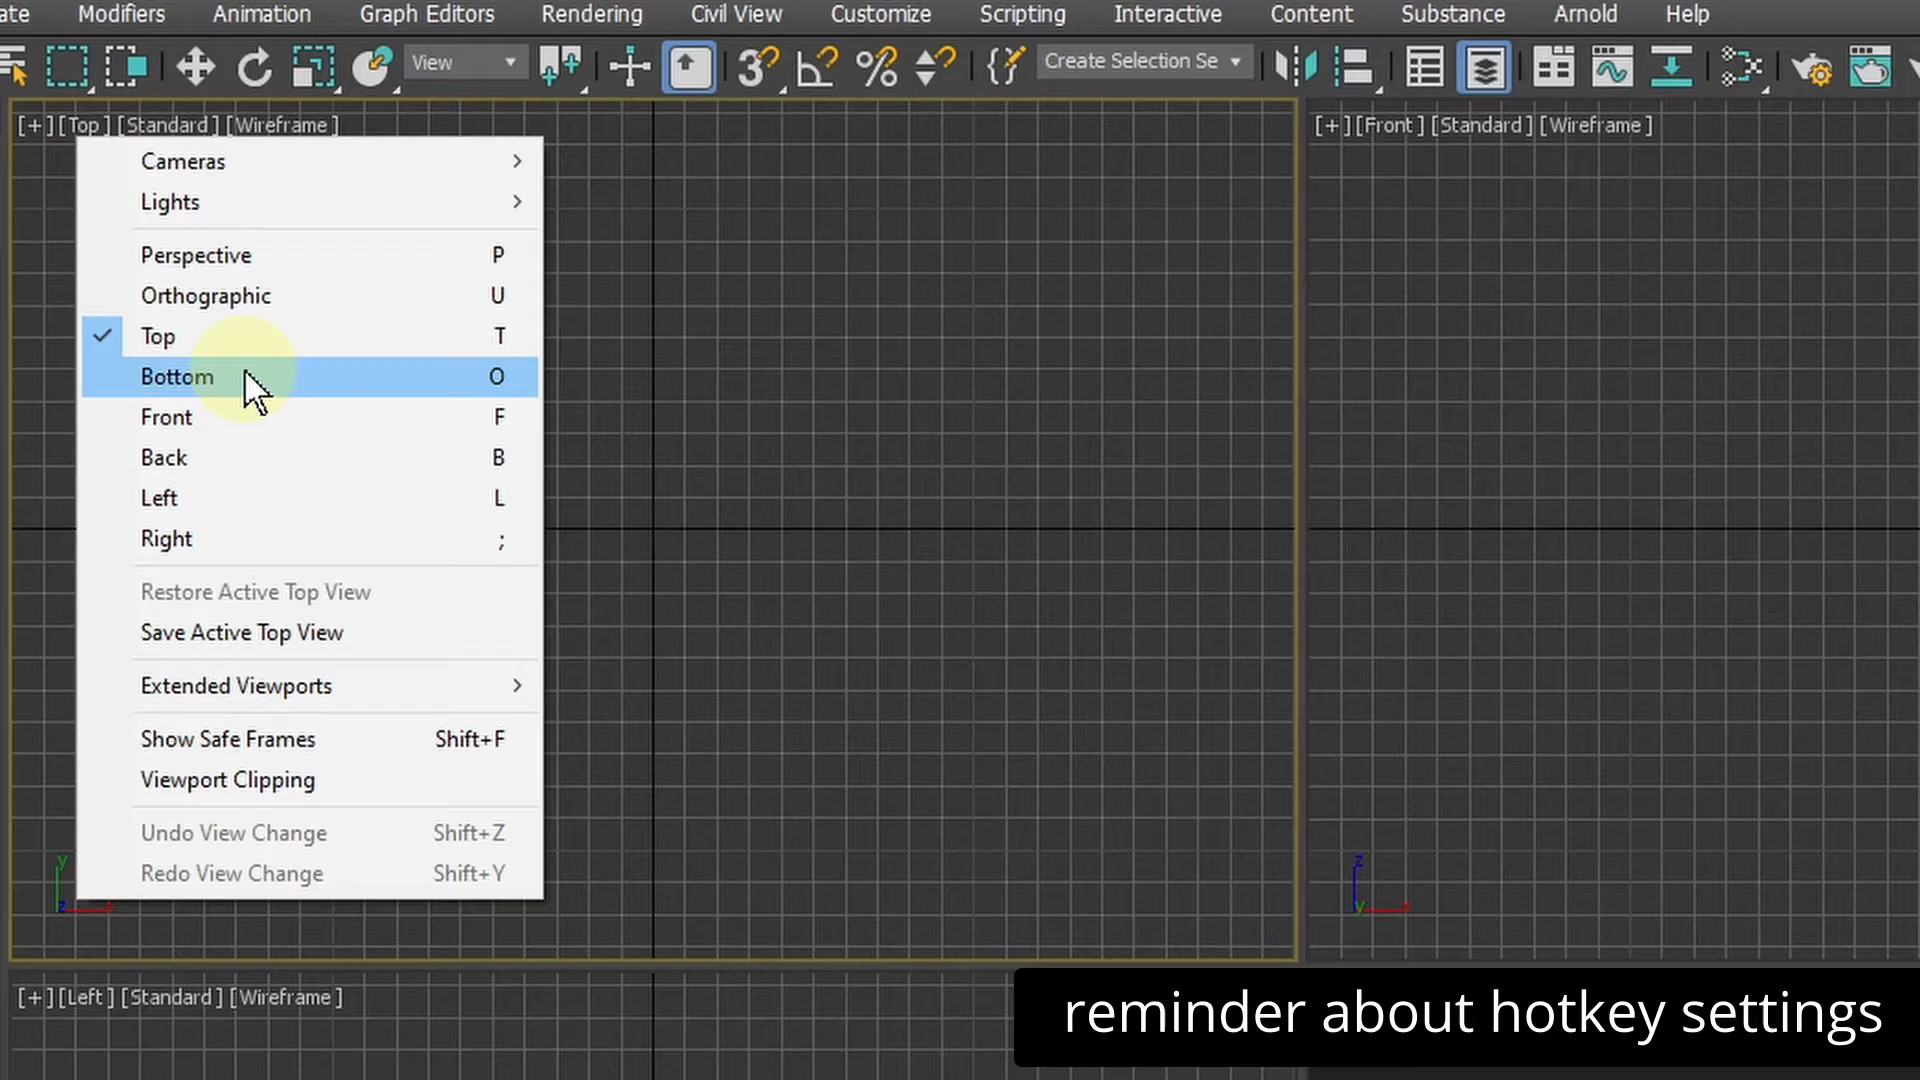 ate Modifiers Animation Graph Editors Rendering Civil View Customize Scripting Interactive Content Substance Arnold Help
View 3 Create Selection Se
[+][Top][Standard][Wireframe]
[+][Front][Standard][Wireframe]
Cameras
Lights
Perspective P
Orthographic U
Top T
Bottom O
Front F
Back B
Left L
Right ;
Restore Active Top View
Save Active Top View
Extended Viewports
Show Safe Frames Shift+F
Viewport Clipping
Undo View Change Shift+Z
Redo View Change Shift+Y
y
z
z
y
[+][Left][Standard][Wireframe]
reminder about hotkey settings